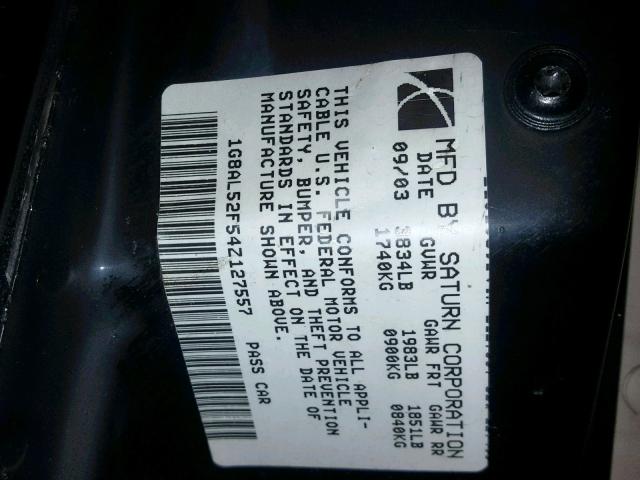 MFD BY SATURN CORPORATION
DATE GVWR GAWR FRT GAWR RR
09/03 3834LB 1983LB 1851LB
1740KG 0900KG 0840KG
THIS VEHICLE CONFORMS TO ALL APPLI-
CABLE U.S. FEDERAL MOTOR VEHICLE
SAFETY, BUMPER, AND THEFT PREVENTION
STANDARDS IN EFFECT ON THE DATE OF
MANUFACTURE SHOWN ABOVE.
1G8AL52F54Z127557 PASS CAR